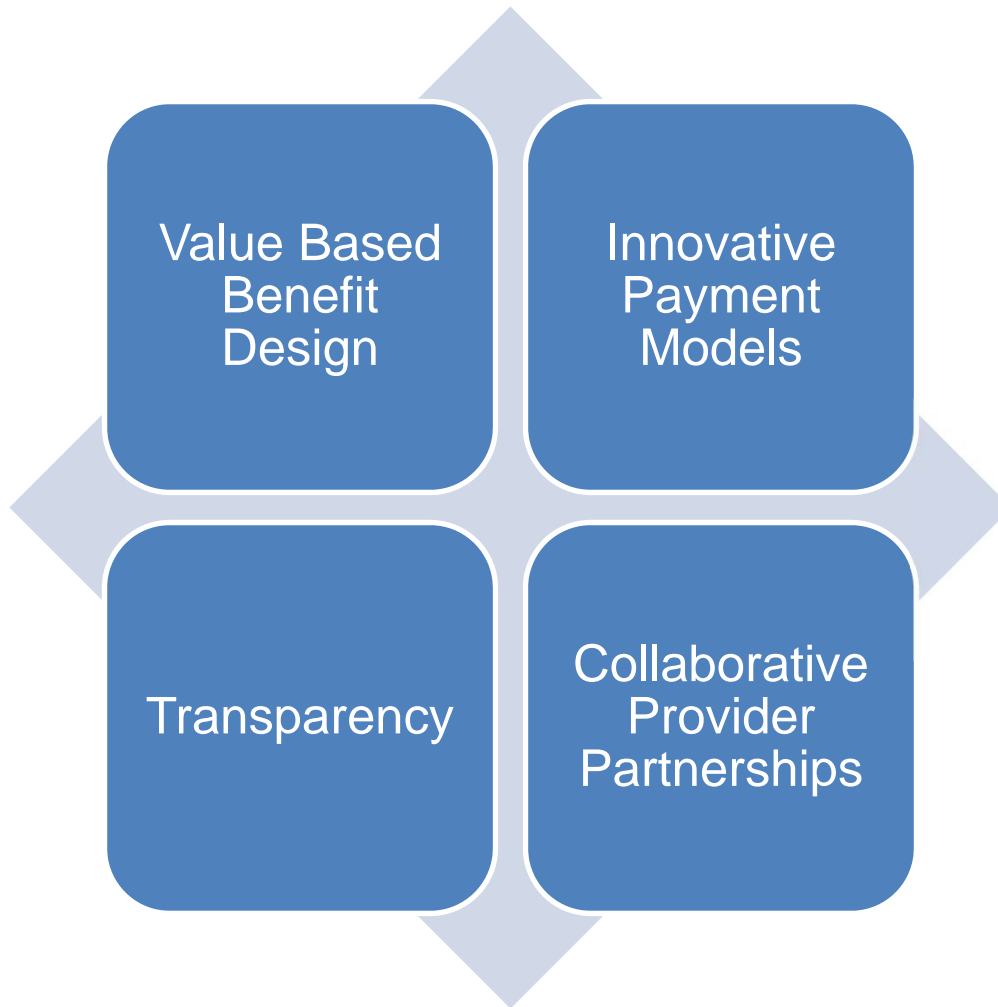 Value Based
Benefit
Design
Innovative
Payment
Models
Transparency
Collaborative
Provider
Partnerships